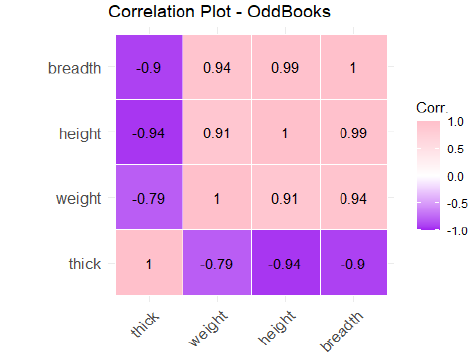 Correlation Plot - OddBooks
breadth -0.9 0.94 0.99 1
height -0.94 0.91 1 0.99
weight -0.79 1 0.91 0.94
thick 1 -0.79 -0.94 -0.9
thick weight height breadth
Corr.
1.0
0.5
0.0
-0.5
-1.0